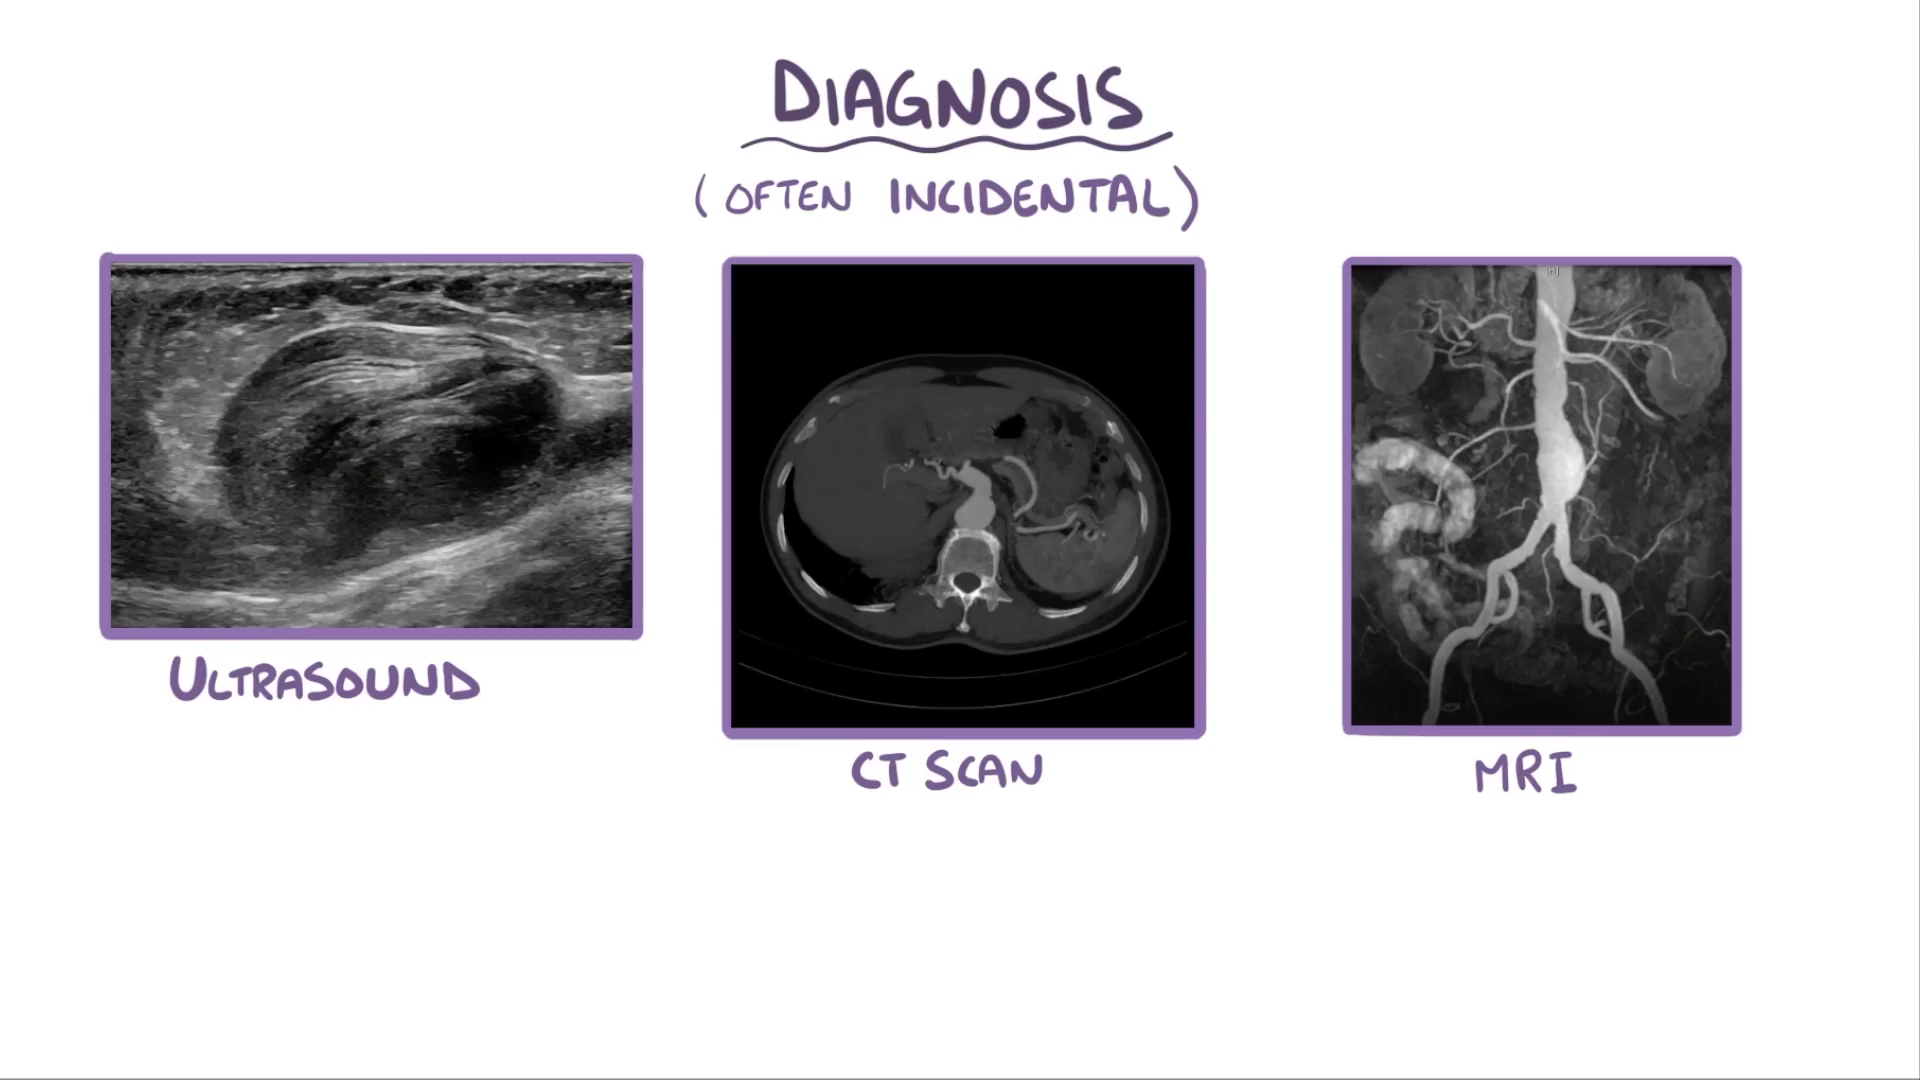 DIAGNOSIS
(OFTEN INCIDENTAL)
[H]
ULTRASOUND
CT SCAN
MRI